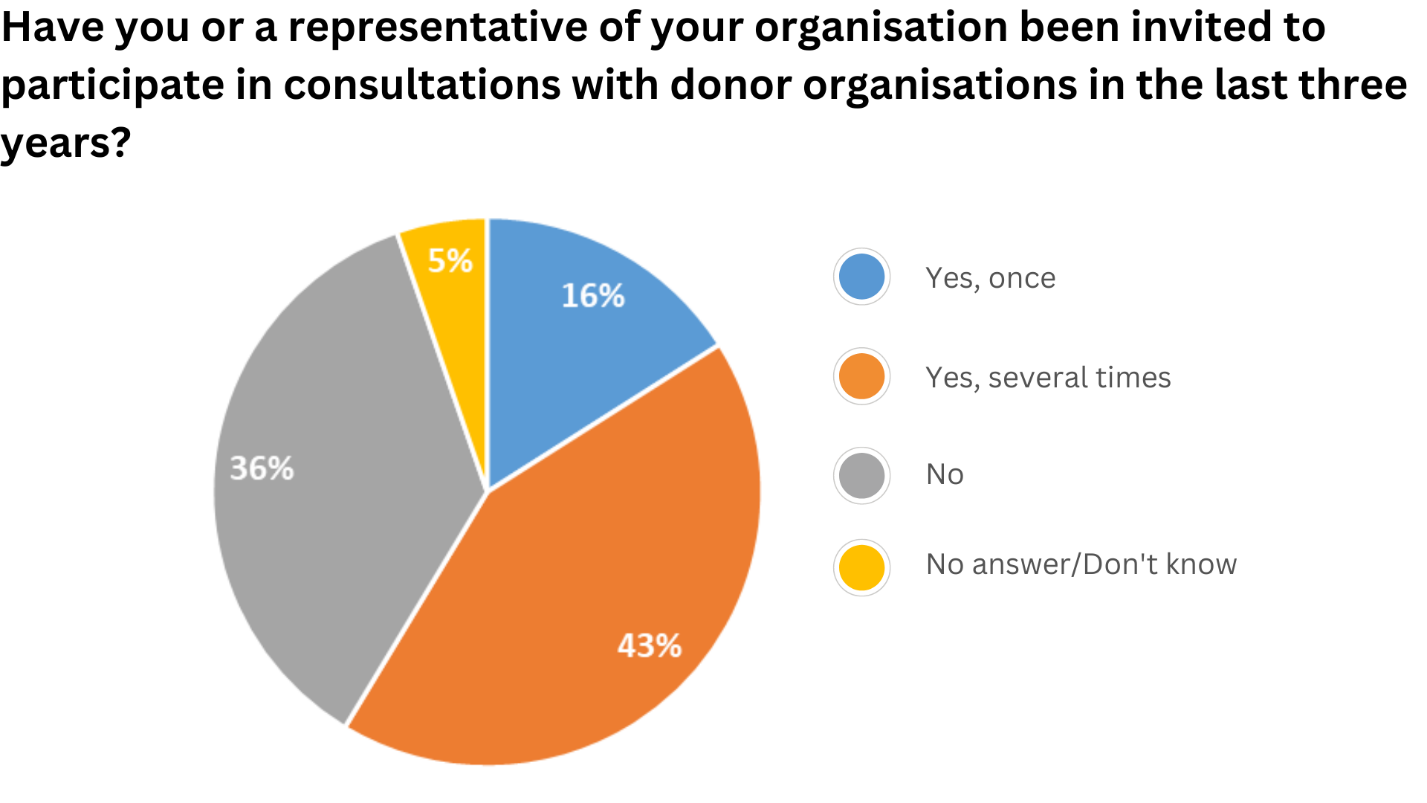 Have you or a representative of your organisation been invited to
participate in consultations with donor organisations in the last three
years?
5%
16%
36%
43%
Yes, once
Yes, several times
No
No answer/Don't know